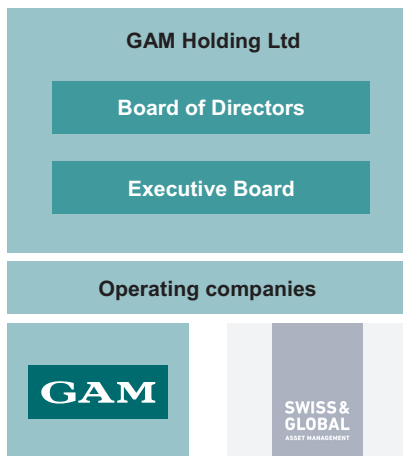 GAM Holding Ltd
Board of Directors
Executive Board
Operating companies
GAM
SWISS &
GLOBAL
ASSET MANAGEMENT